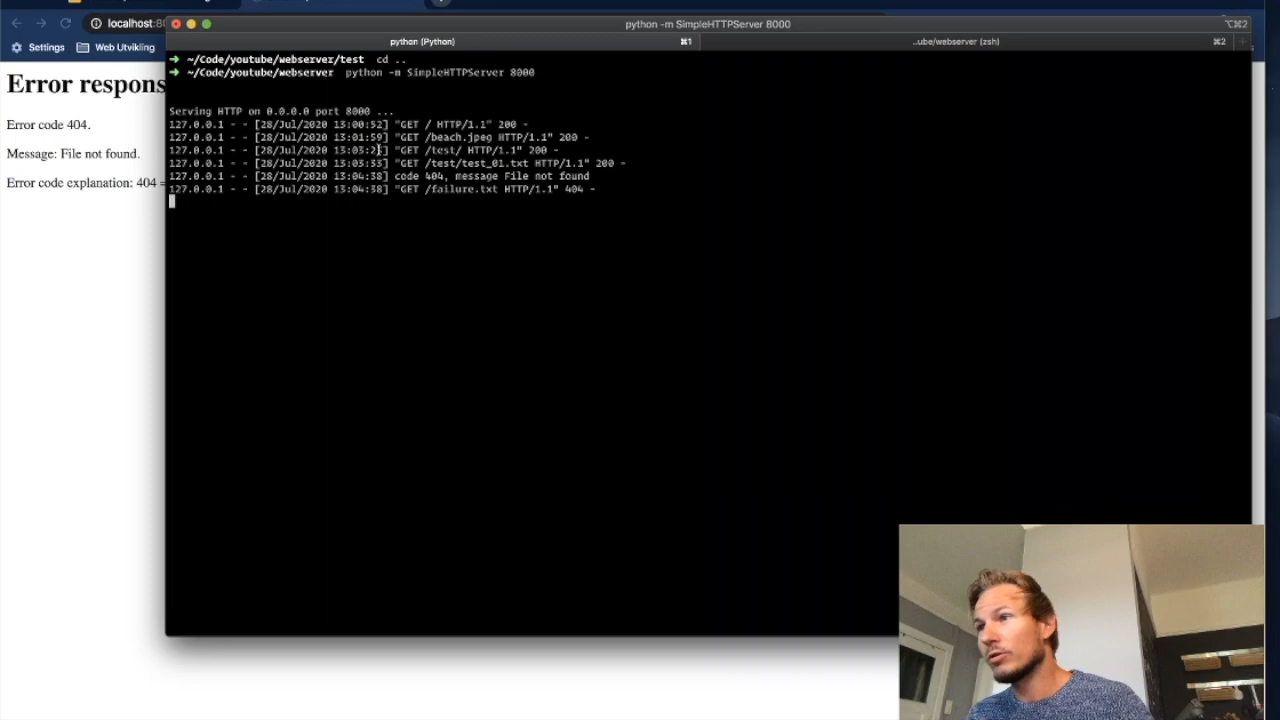 localhost:80
python -m SimpleHTTPServer 8000
⌥⌘2
Settings
Web Utvikling
python (Python)
⌘1
..ube/webserver (zsh)
⌘2
Error respons
Error code 404.
Message: File not found.
Error code explanation: 404 =
➜ ~/Code/youtube/webserver/test cd ..
➜ ~/Code/youtube/webserver python -m SimpleHTTPServer 8000
Serving HTTP on 0.0.0.0 port 8000 ...
127.0.0.1 - - [28/Jul/2020 13:00:52] "GET / HTTP/1.1" 200 -
127.0.0.1 - - [28/Jul/2020 13:01:59] "GET /beach.jpeg HTTP/1.1" 200 -
127.0.0.1 - - [28/Jul/2020 13:03:2] "GET /test/ HTTP/1.1" 200 -
127.0.0.1 - - [28/Jul/2020 13:03:33] "GET /test/test_01.txt HTTP/1.1" 200 -
127.0.0.1 - - [28/Jul/2020 13:04:38] code 404, message File not found
127.0.0.1 - - [28/Jul/2020 13:04:38] "GET /failure.txt HTTP/1.1" 404 -